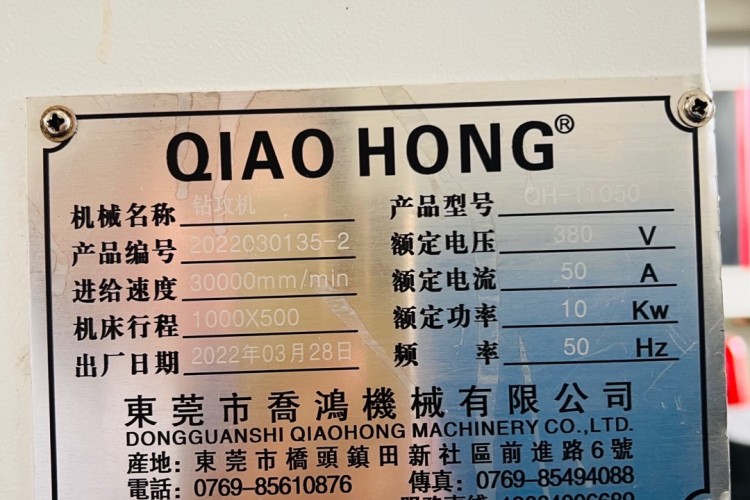 QIAO HONG®
机械名称 钻攻机 产品型号 QH-11050
产品编号 2022030135-2 额定电压 380 V
进给速度 30000mm/min 额定电流 50 A
机床行程 1000X500 额定功率 10 Kw
出厂日期 2022年03月28日 频率 50 Hz
東莞市喬鴻機械有限公司
DONGGUANSHI QIAOHONG MACHINERY CO.,LTD.
産地:東莞市橋頭鎮田新社區前進路6號
電話:0769-85610876 傳真:0769-85494088